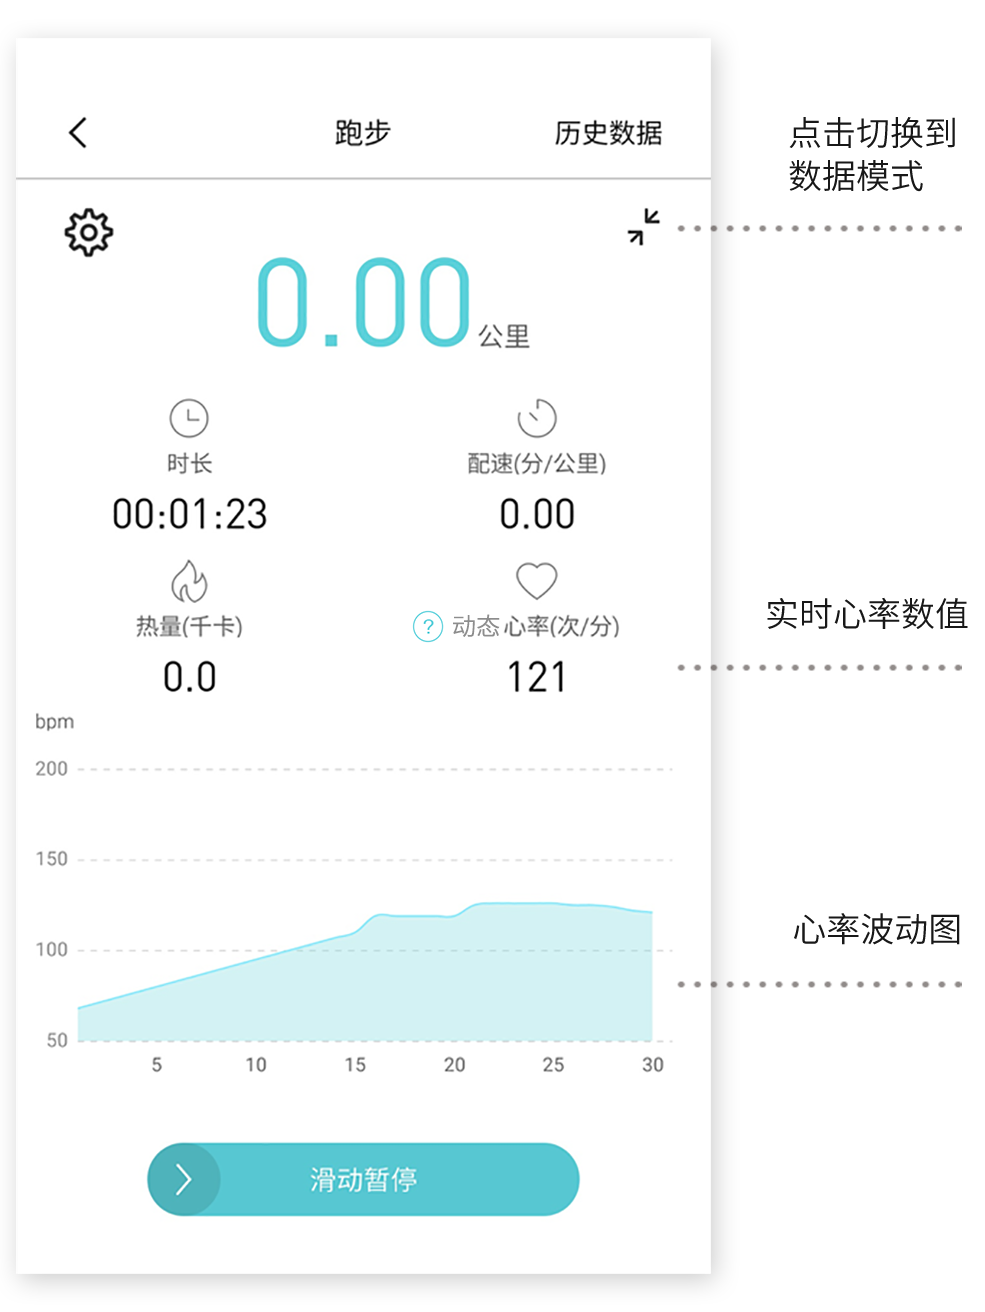 跑步
历史数据
点击切换到
数据模式
0.00公里
时长
配速(分/公里)
00:01:23
0.00
热量(千卡)
? 动态 心率(次/分)
实时心率数值
0.0
121
bpm
200
150
心率波动图
100
50
5 10 15 20 25 30
滑动暂停